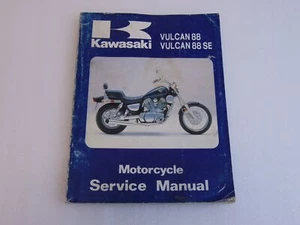 Kawasaki
VULCAN 88
VULCAN 88 SE
Motorcycle
Service Manual